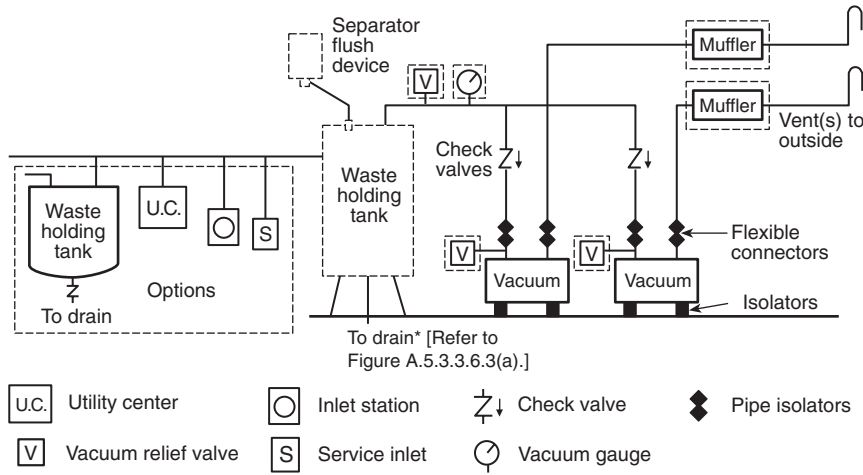 Separator
flush
device
V
Muffler
Muffler
Vent(s) to
outside
Check
valves
Waste
holding
tank
Waste
holding
tank
U.C.
S
Options
To drain
V
V
Vacuum
Vacuum
Flexible
connectors
Isolators
To drain* [Refer to
Figure A.5.3.3.6.3(a).]
U.C. Utility center
Inlet station
Check valve
Pipe isolators
V Vacuum relief valve
S Service inlet
Vacuum gauge